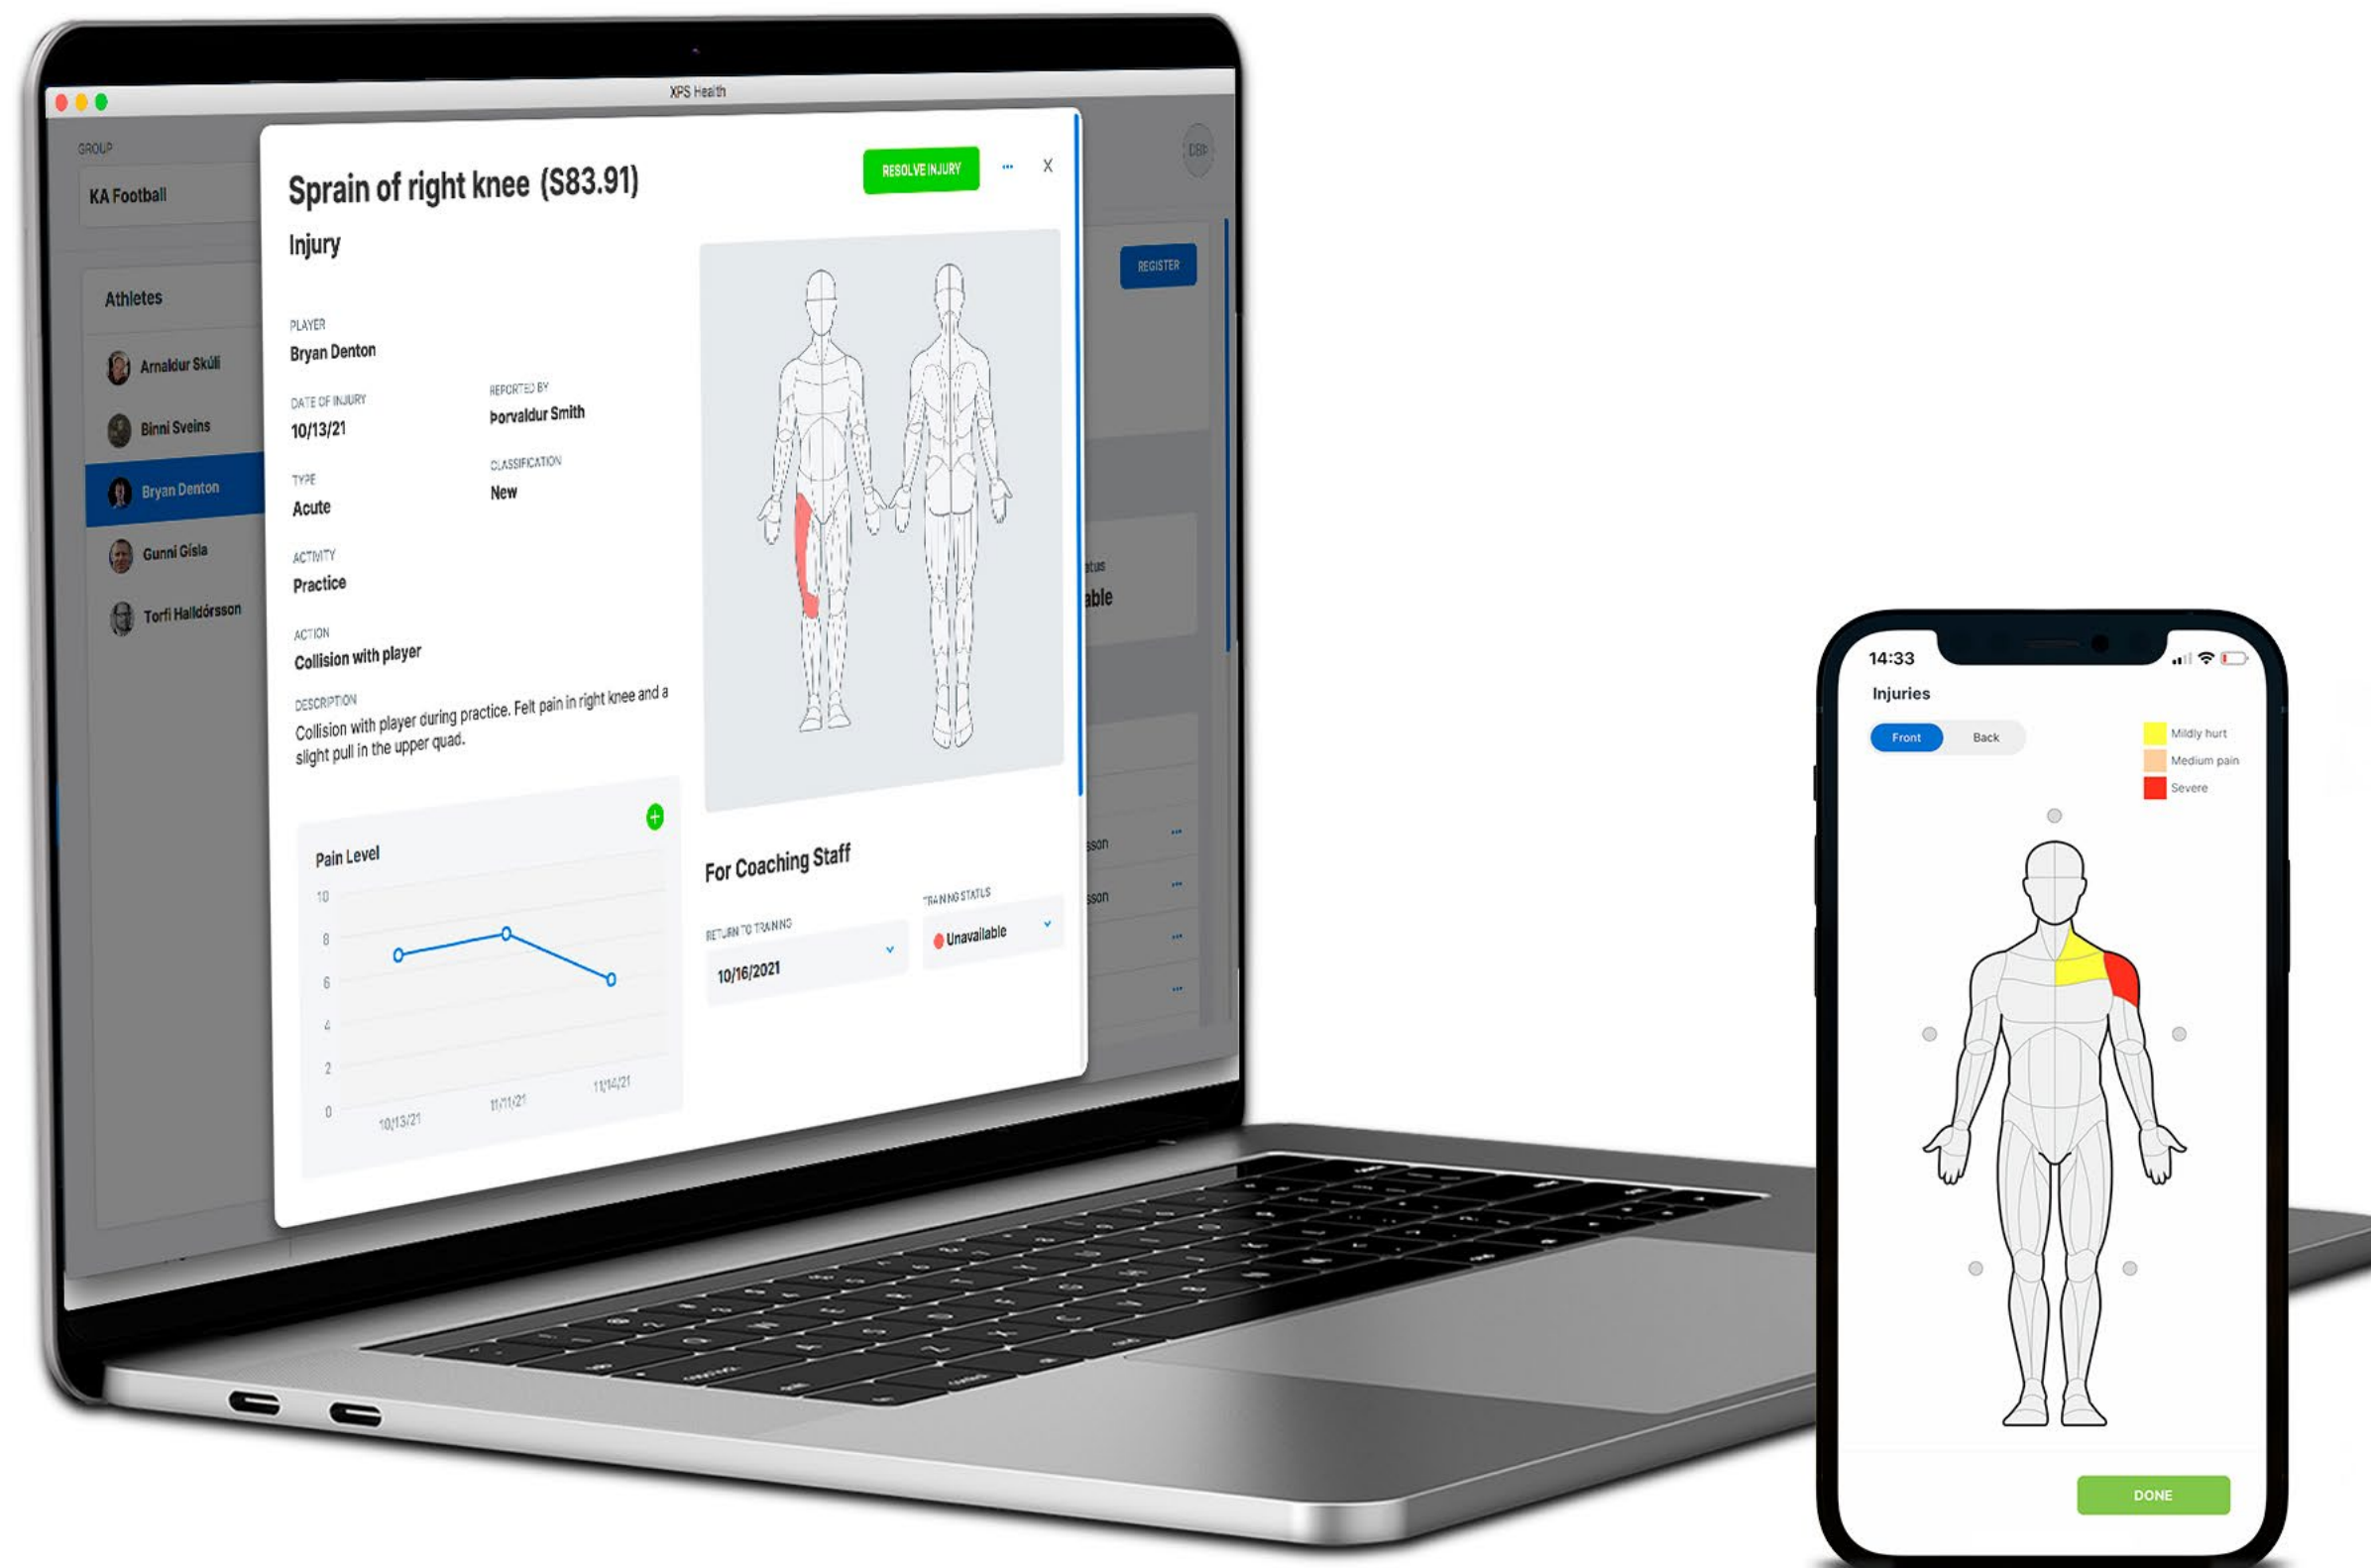 XPS Health
GROUP
KA Football
Athletes
Arnaldur Skúli
Binni Sveins
Bryan Denton
Gunni Gísla
Torfi Halldórsson
Sprain of right knee (S83.91)
RESOLVE INJURY
... X
Injury
PLAYER
Bryan Denton
DATE OF INJURY
10/13/21
REPORTED BY
Þorvaldur Smith
TYPE
Acute
CLASSIFICATION
New
ACTIVITY
Practice
ACTION
Collision with player
DESCRIPTION
Collision with player during practice. Felt pain in right knee and a
slight pull in the upper quad.
Pain Level
10
8
6
4
2
0
10/13/21
11/11/21
11/14/21
For Coaching Staff
RETURN TO TRAINING
10/16/2021
TRAINING STATUS
Unavailable
REGISTER
14:33
Injuries
Front
Back
Mildly hurt
Medium pain
Severe
DONE